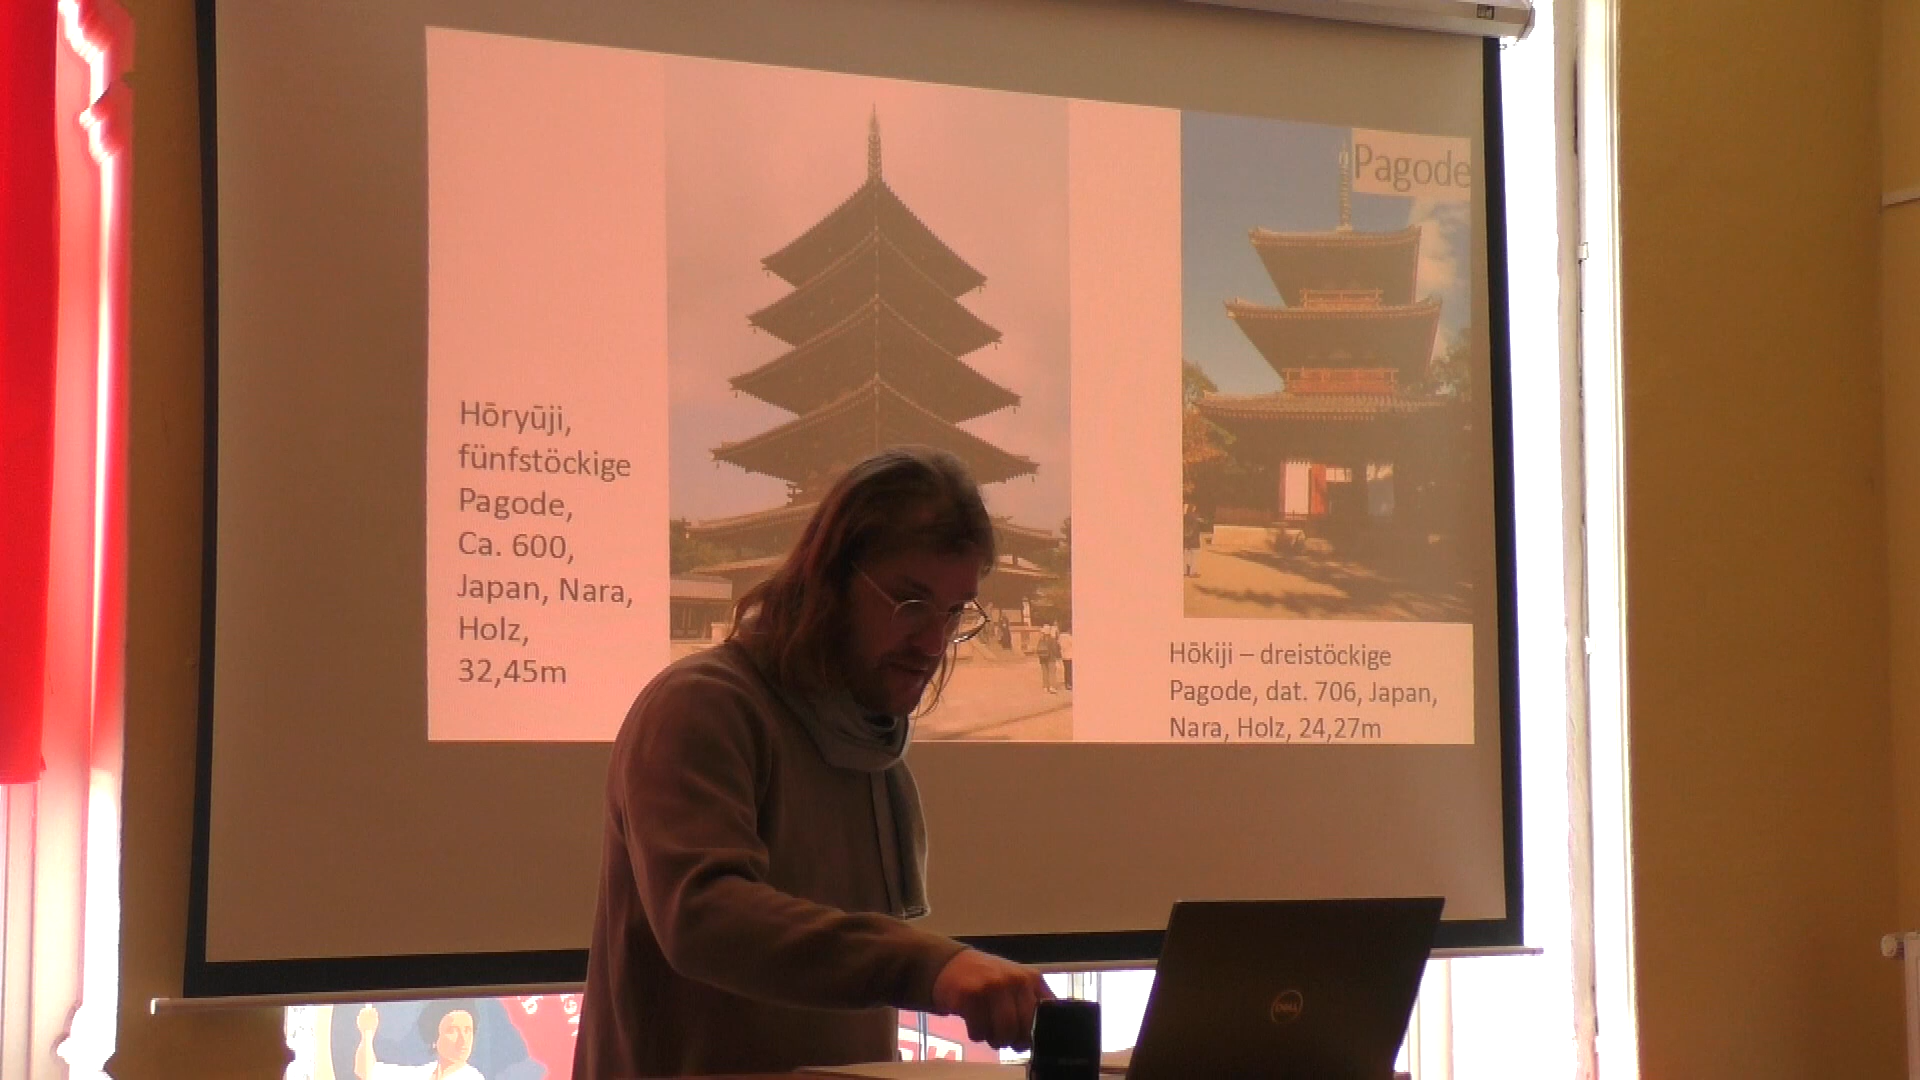 Hōryūji,
fünfstöckige
Pagode,
Ca. 600,
Japan, Nara,
Holz,
32,45m
Pagode
Hōkiji – dreistöckige
Pagode, dat. 706, Japan,
Nara, Holz, 24,27m
DELL